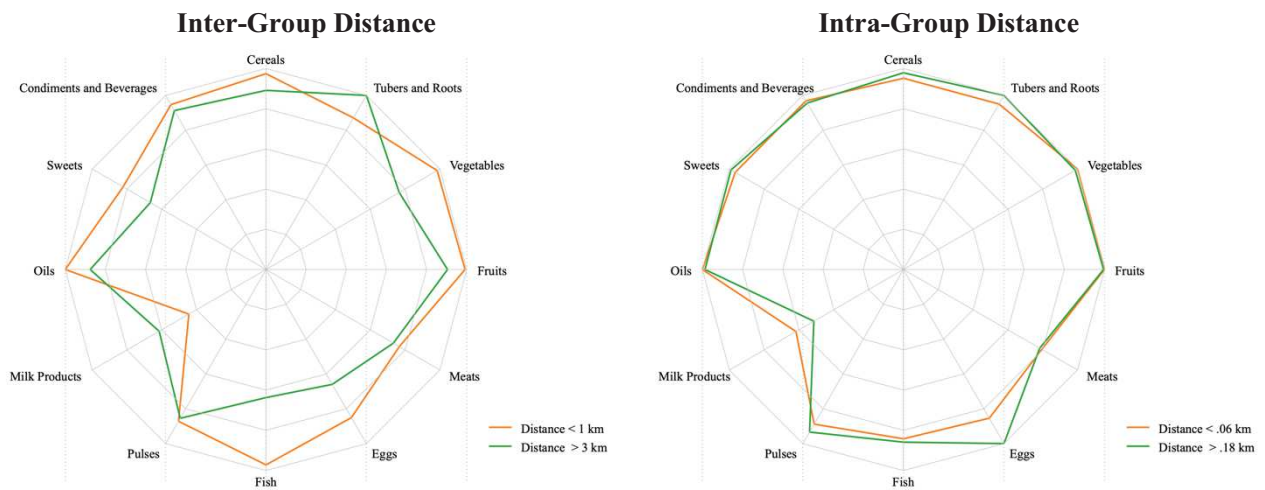 Inter-Group Distance
Cereals
Tubers and Roots
Vegetables
Fruits
Meats
Eggs
Fish
Pulses
Milk Products
Oils
Sweets
Condiments and Beverages
Distance < 1 km
Distance > 3 km
Intra-Group Distance
Cereals
Tubers and Roots
Vegetables
Fruits
Meats
Eggs
Fish
Pulses
Milk Products
Oils
Sweets
Condiments and Beverages
Distance < .06 km
Distance > .18 km